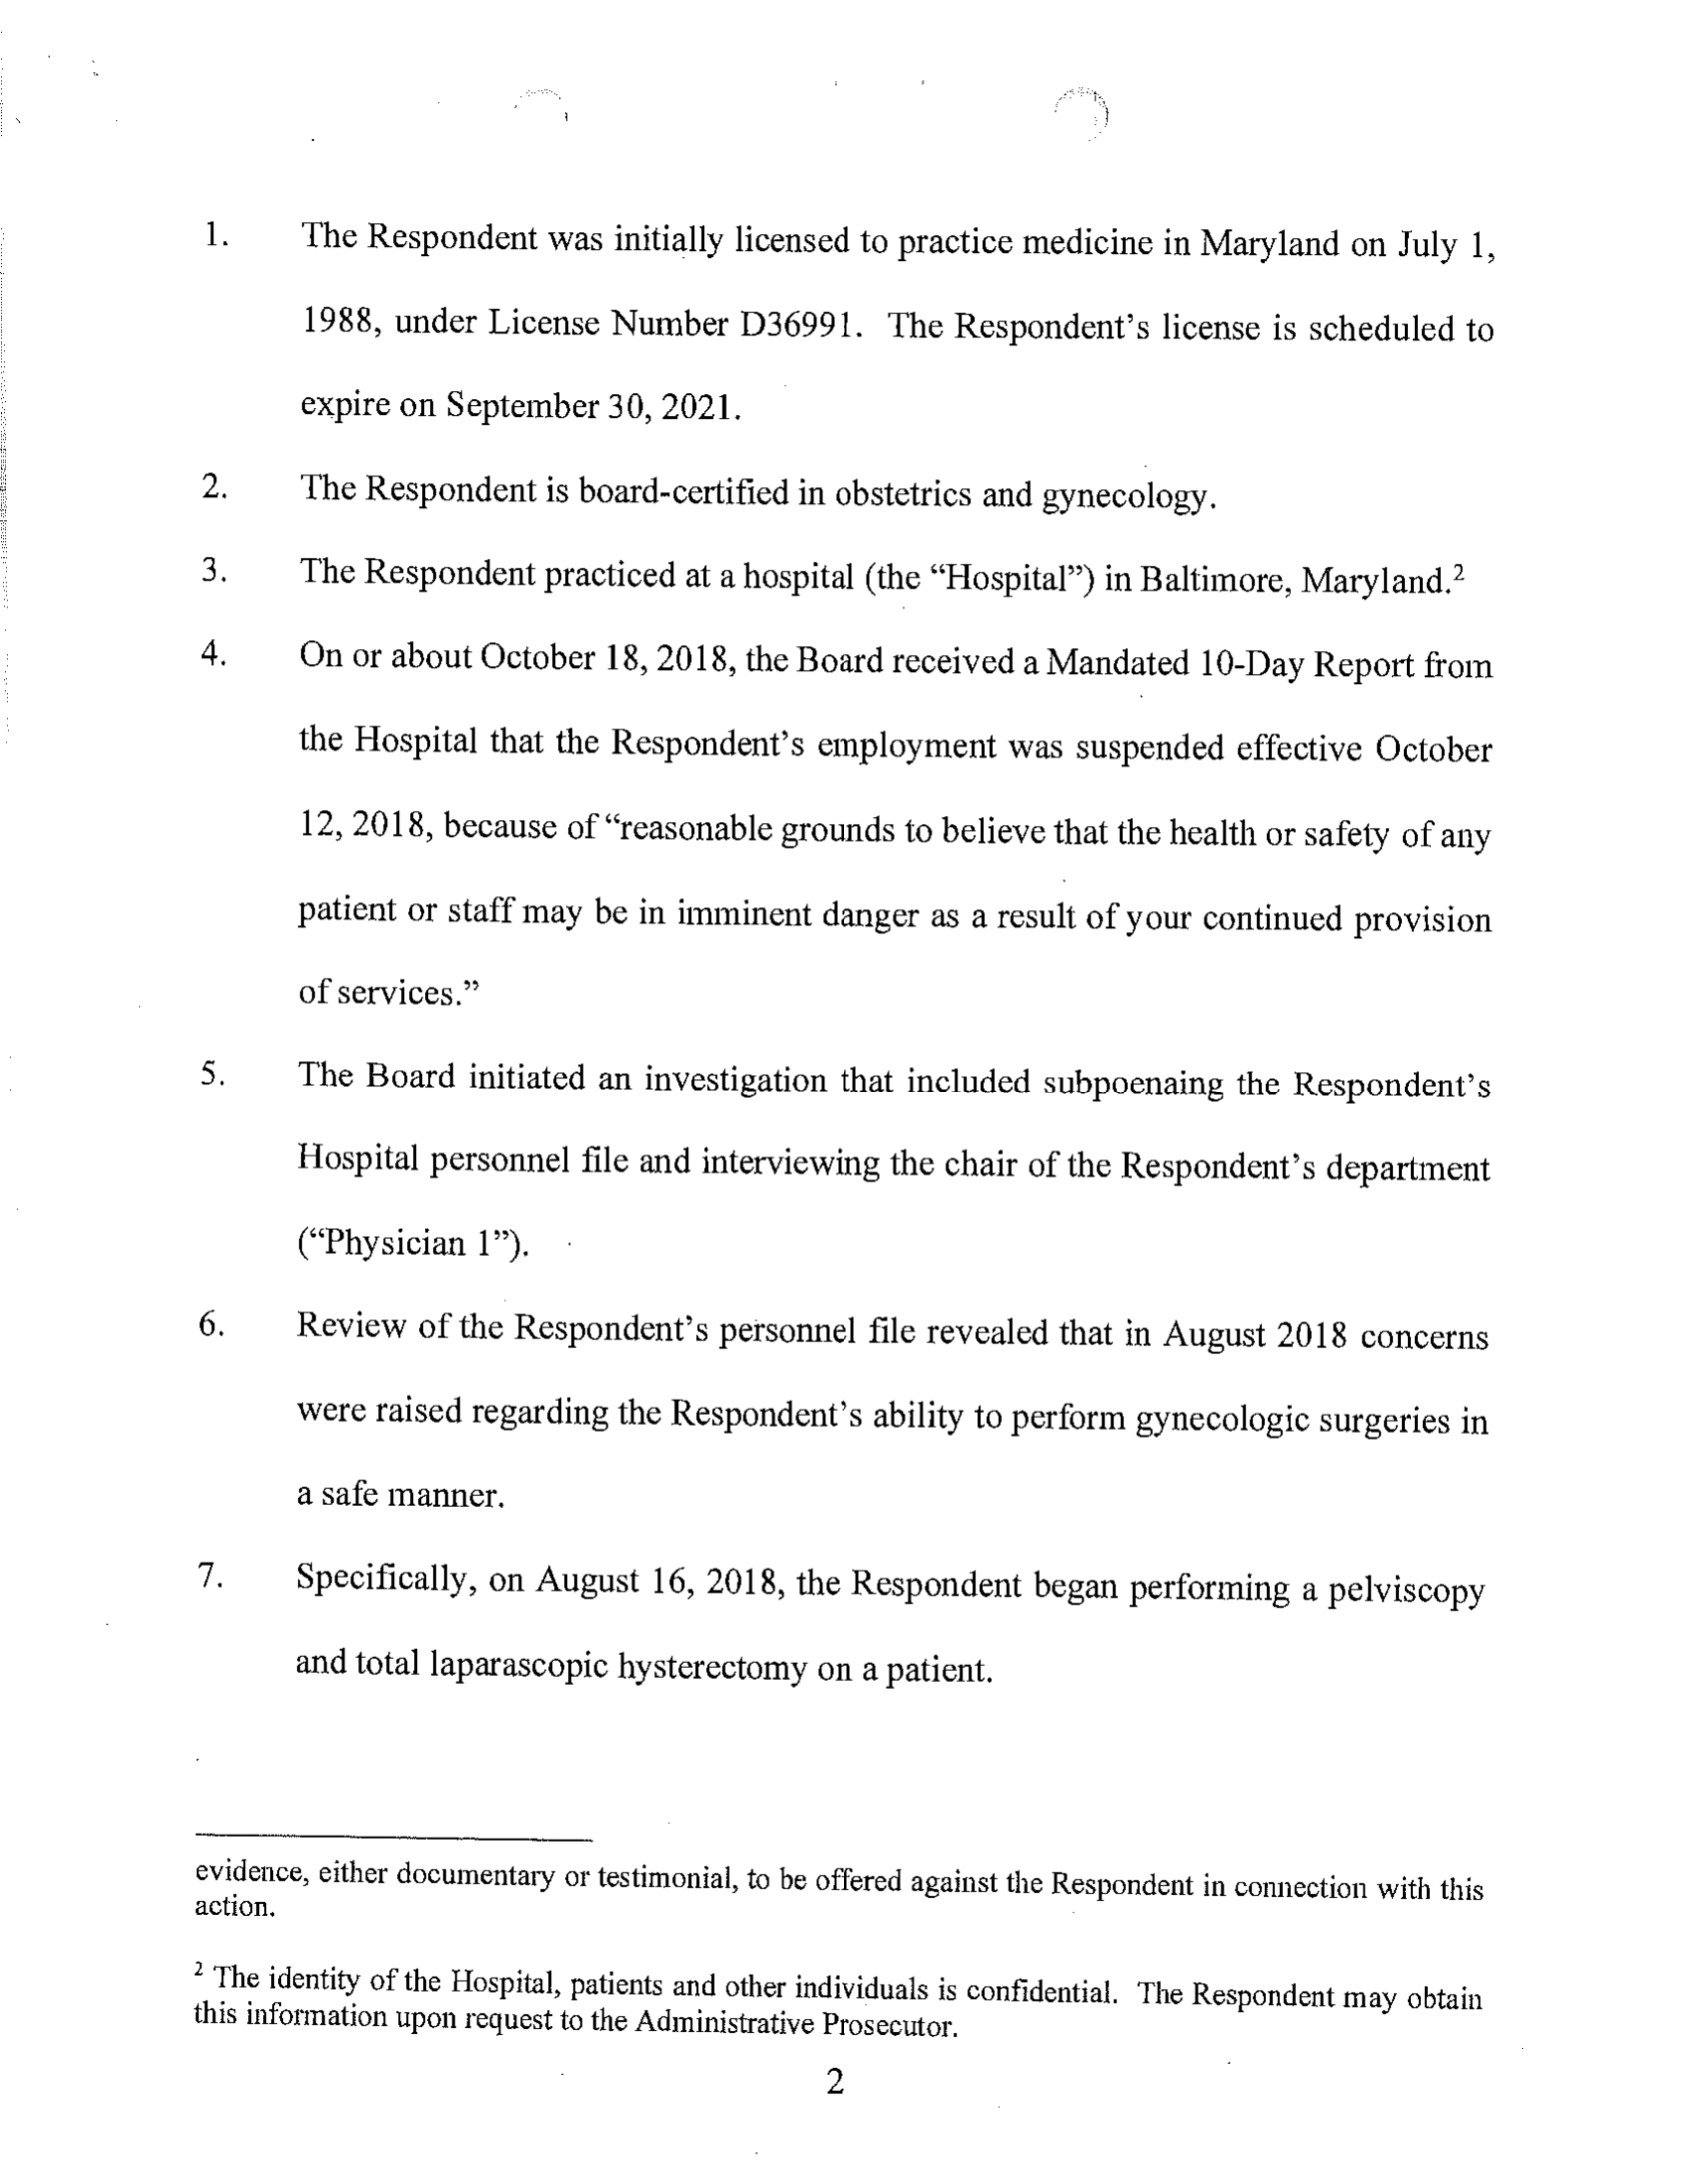 1. The Respondent was initially licensed to practice medicine in Maryland on July 1,
1988, under License Number D36991. The Respondent's license is scheduled to
expire on September 30, 2021.
2. The Respondent is board-certified in obstetrics and gynecology.
3. The Respondent practiced at a hospital (the “Hospital”) in Baltimore, Maryland.²
4. On or about October 18, 2018, the Board received a Mandated 10-Day Report from
the Hospital that the Respondent's employment was suspended effective October
12, 2018, because of “reasonable grounds to believe that the health or safety of any
patient or staff may be in imminent danger as a result of your continued provision
of services.”
5. The Board initiated an investigation that included subpoenaing the Respondent's
Hospital personnel file and interviewing the chair of the Respondent's department
(“Physician 1”).
6. Review of the Respondent's personnel file revealed that in August 2018 concerns
were raised regarding the Respondent's ability to perform gynecologic surgeries in
a safe manner.
7. Specifically, on August 16, 2018, the Respondent began performing a pelviscopy
and total laparascopic hysterectomy on a patient.
evidence, either documentary or testimonial, to be offered against the Respondent in connection with this
action.
² The identity of the Hospital, patients and other individuals is confidential. The Respondent may obtain
this information upon request to the Administrative Prosecutor.
2